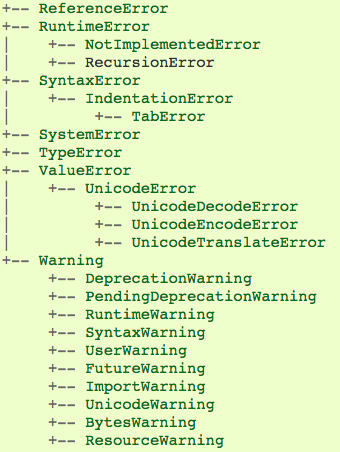 +-- ReferenceError
+-- RuntimeError
|    +-- NotImplementedError
|    +-- RecursionError
+-- SyntaxError
|    +-- IndentationError
|         +-- TabError
+-- SystemError
+-- TypeError
+-- ValueError
|    +-- UnicodeError
|         +-- UnicodeDecodeError
|         +-- UnicodeEncodeError
|         +-- UnicodeTranslateError
+-- Warning
     +-- DeprecationWarning
     +-- PendingDeprecationWarning
     +-- RuntimeWarning
     +-- SyntaxWarning
     +-- UserWarning
     +-- FutureWarning
     +-- ImportWarning
     +-- UnicodeWarning
     +-- BytesWarning
     +-- ResourceWarning